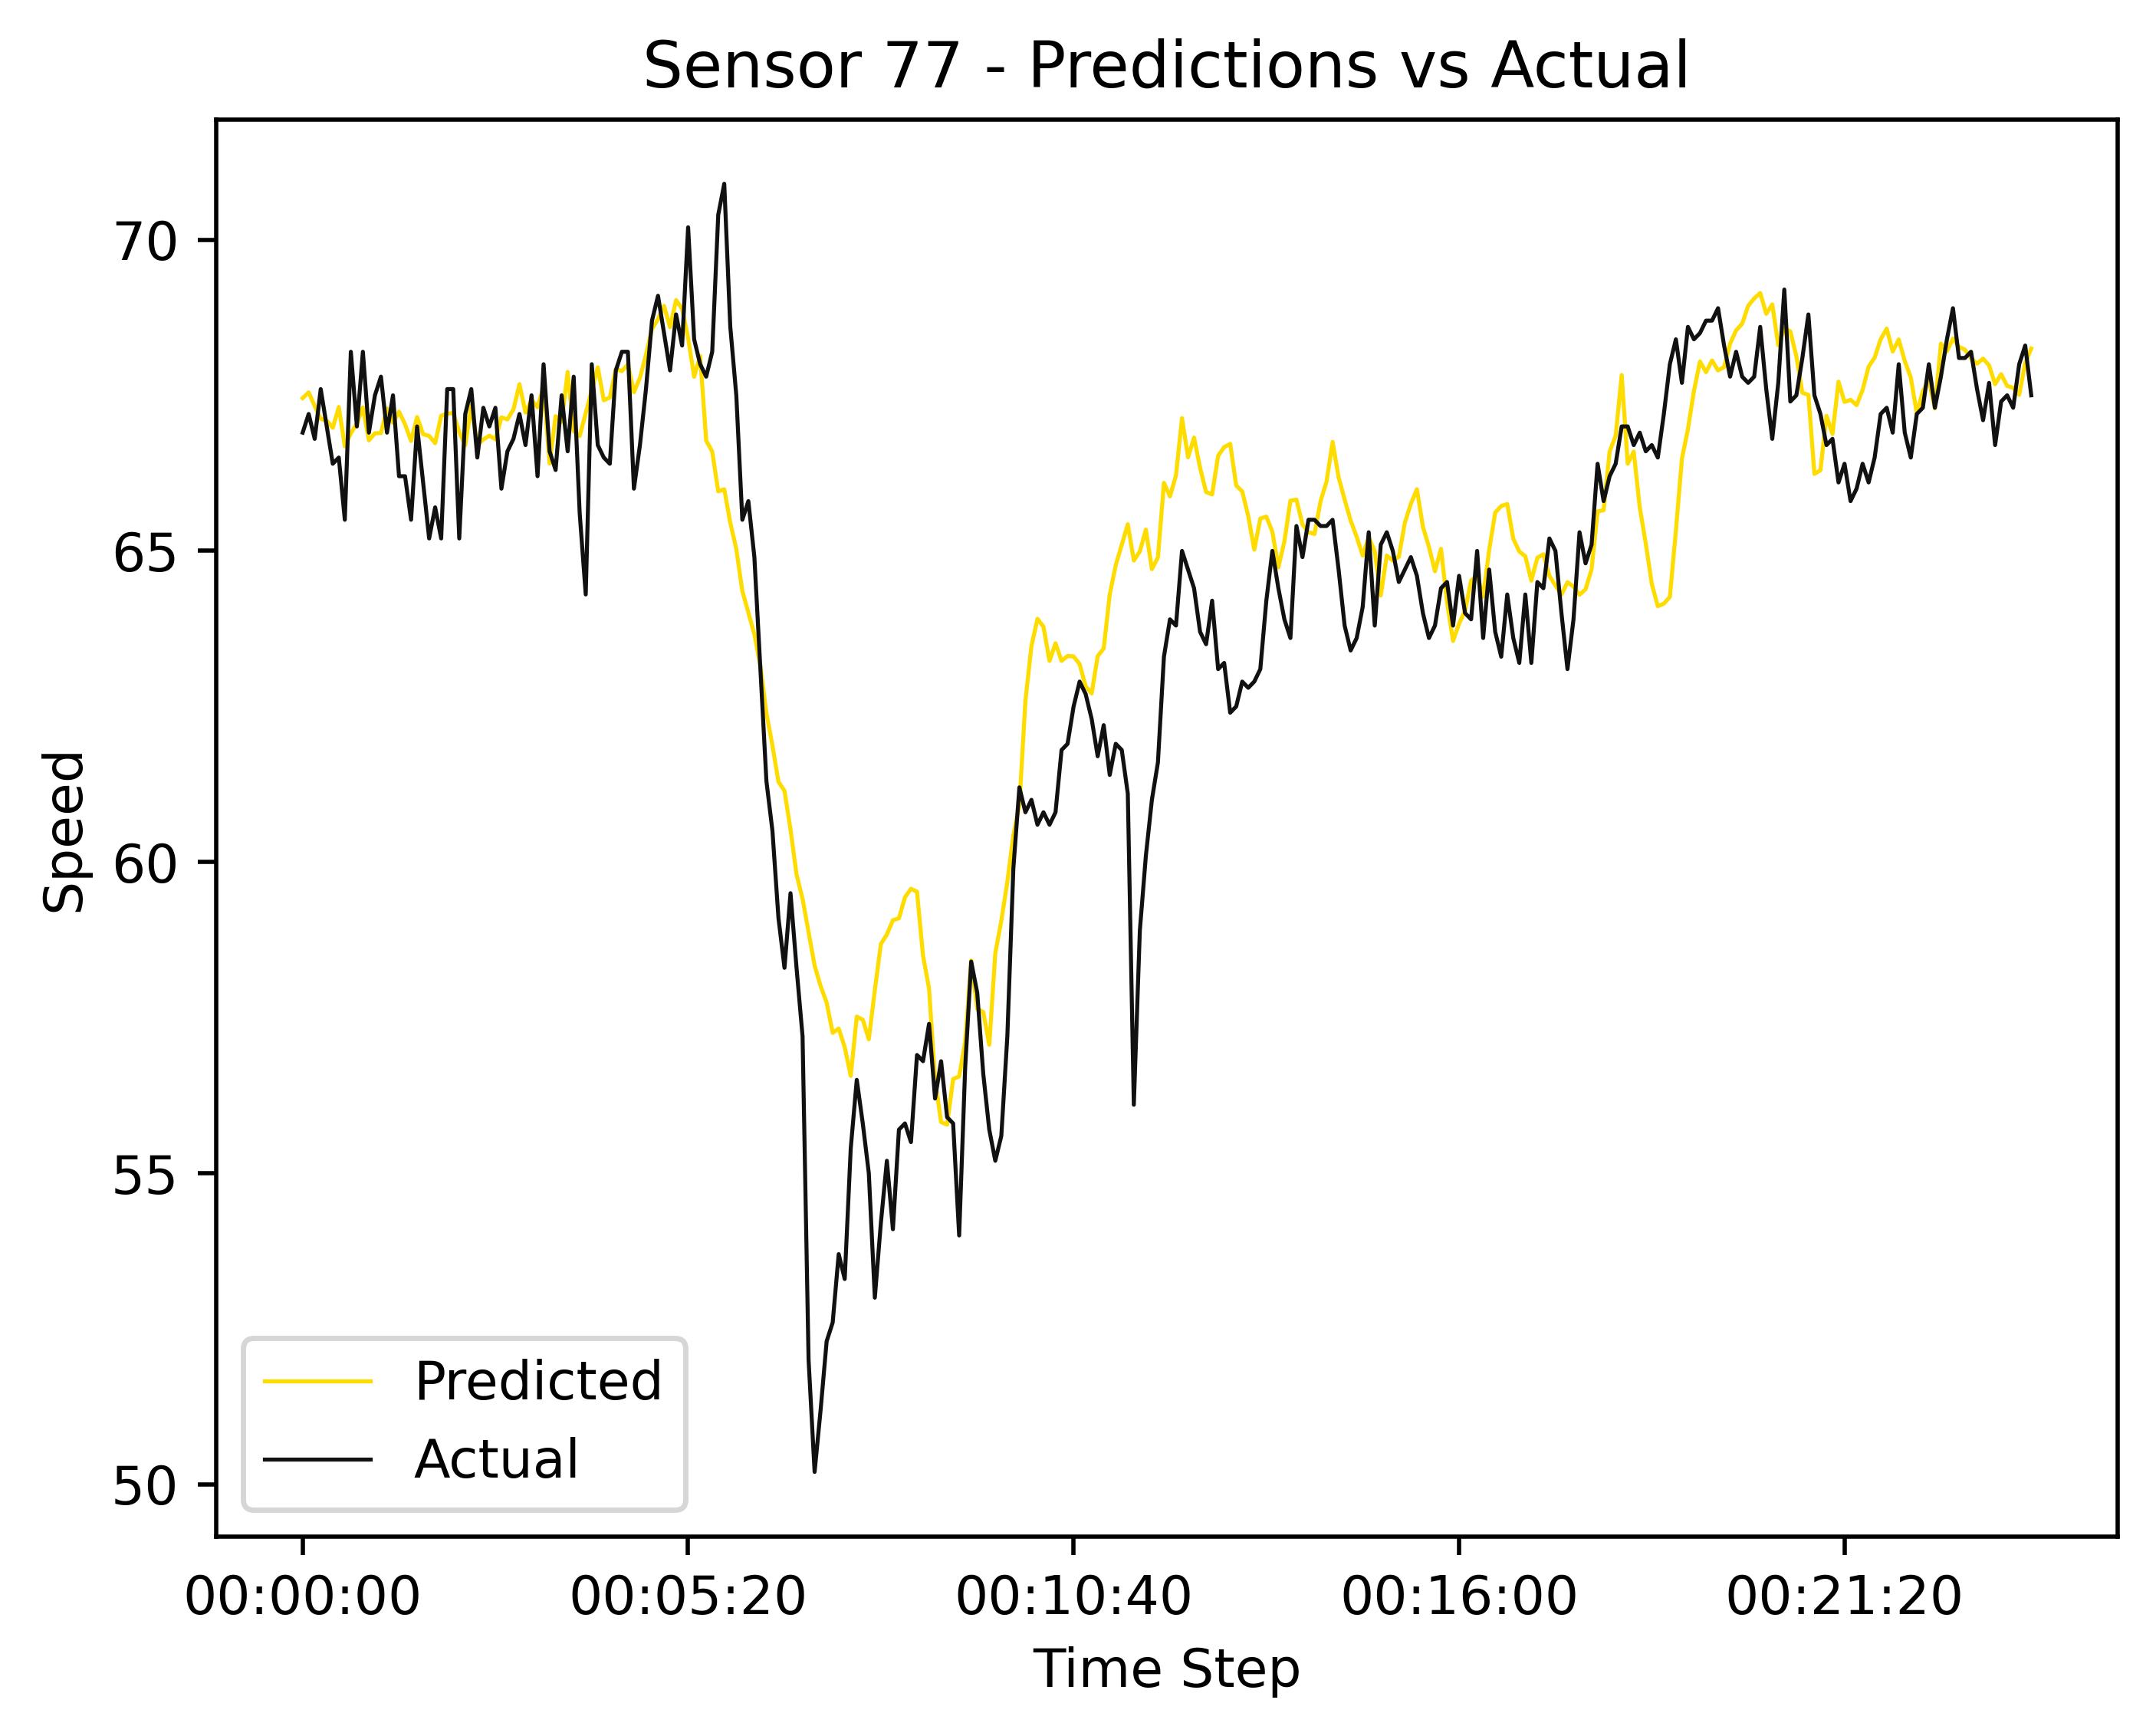 Sensor 77 - Predictions vs Actual
70
65
60
55
50
Speed
Predicted
Actual
00:00:00 00:05:20 00:10:40 00:16:00 00:21:20
Time Step